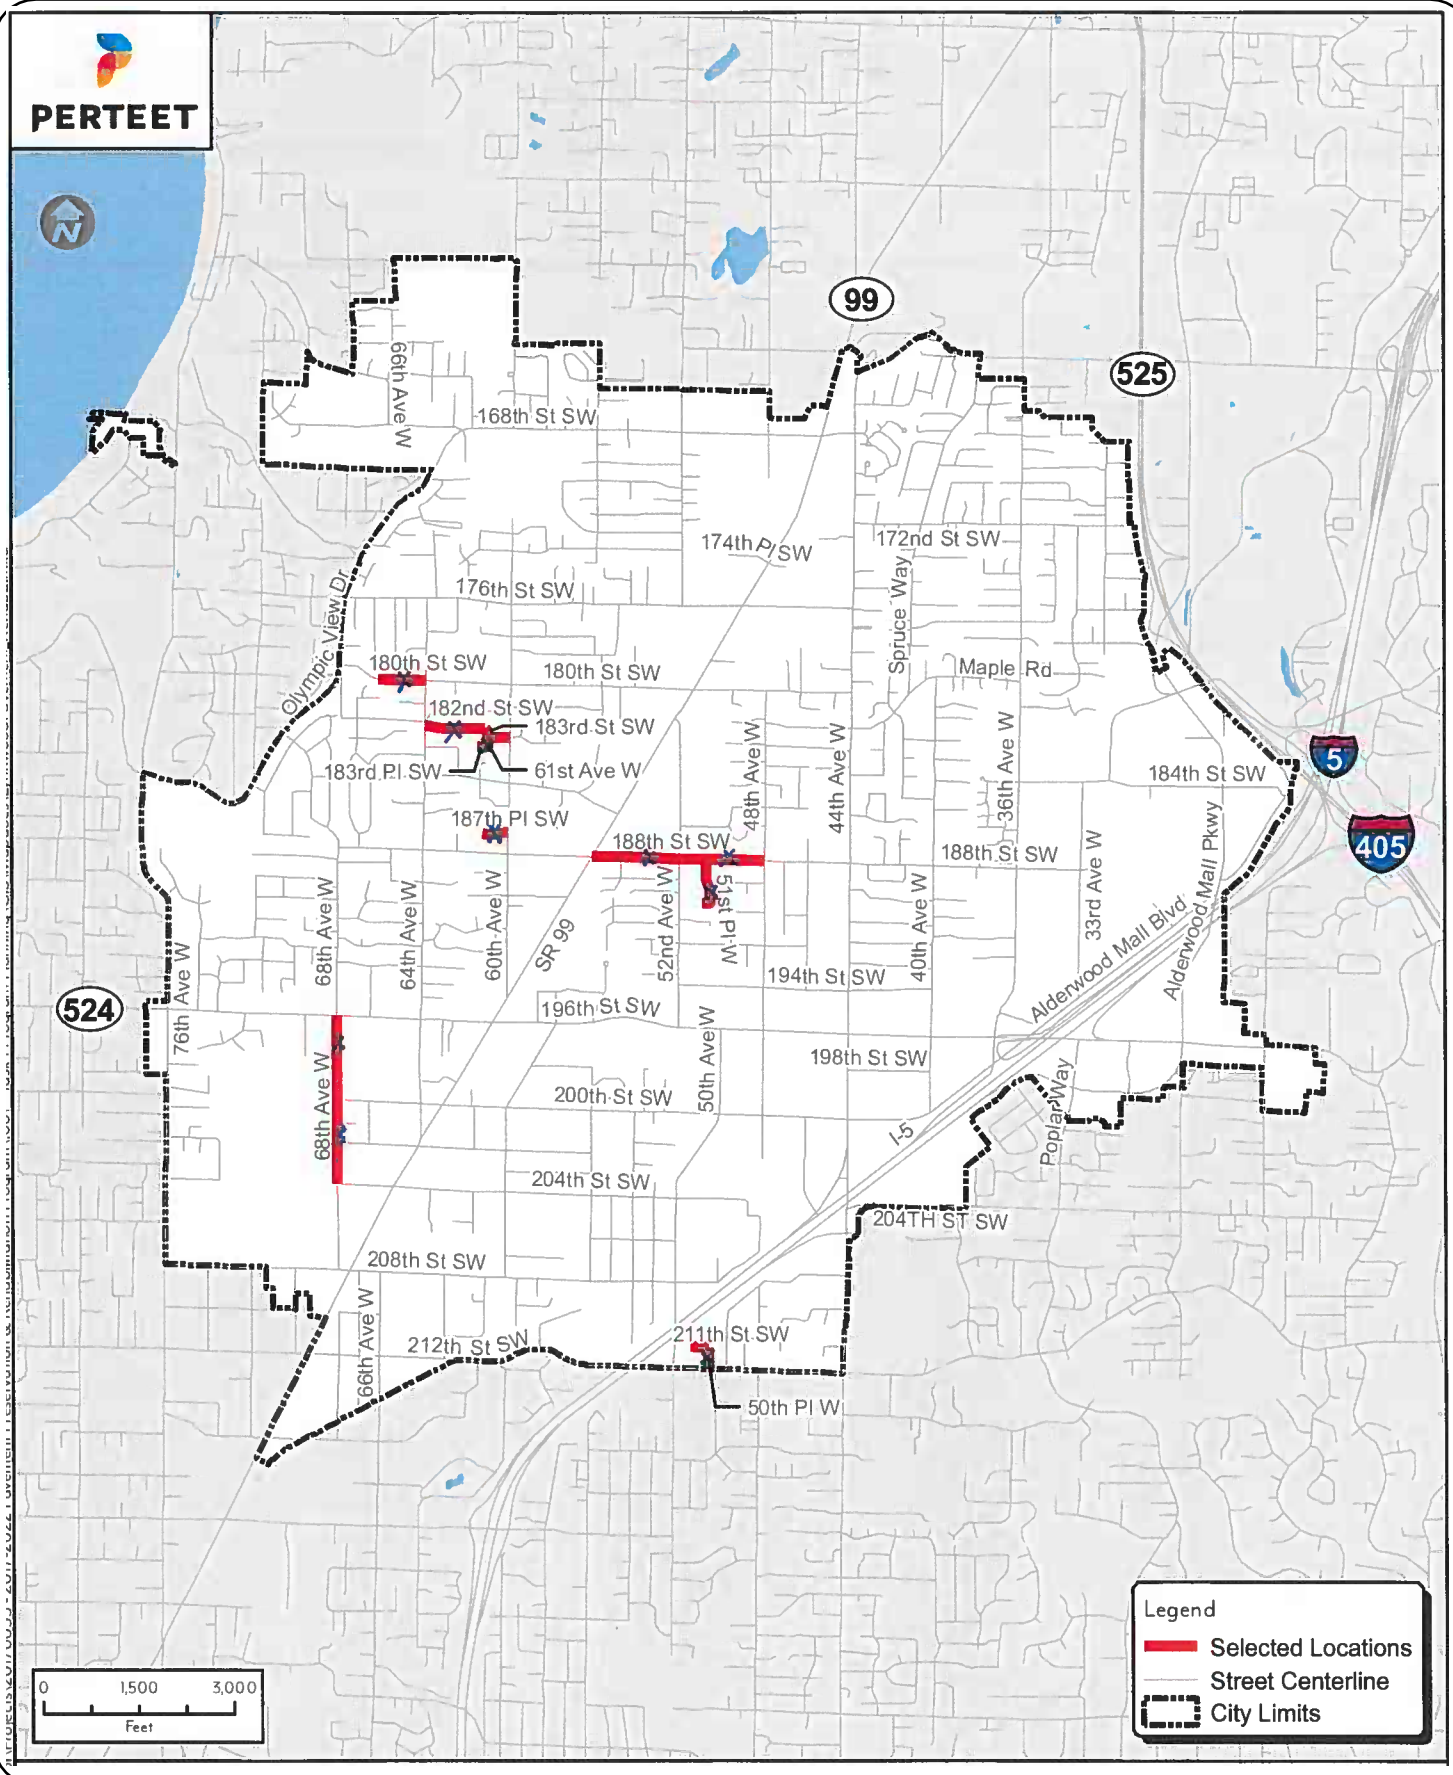 PERTEET
N
99
525
66th Ave W
168th St SW
174th Pl SW
172nd St SW
176th St SW
Spruce Way
Olympic View Dr
180th St SW
180th St SW
Maple Rd
182nd St SW
183rd St SW
183rd Pl SW
61st Ave W
48th Ave W
44th Ave W
36th Ave W
184th St SW
5
187th Pl SW
188th St SW
188th St SW
405
33rd Ave W
Alderwood Mall Pkwy
68th Ave W
64th Ave W
60th Ave W
SR 99
52nd Ave W
51st Pl W
40th Ave W
Alderwood Mall Blvd
194th St SW
76th Ave W
524
196th St SW
50th Ave W
198th St SW
68th Ave W
200th St SW
I-5
Poplar Way
204th St SW
204TH ST SW
208th St SW
66th Ave W
212th St SW
211th St SW
50th Pl W
Legend
Selected Locations
Street Centerline
City Limits
0 1,500 3,000
Feet